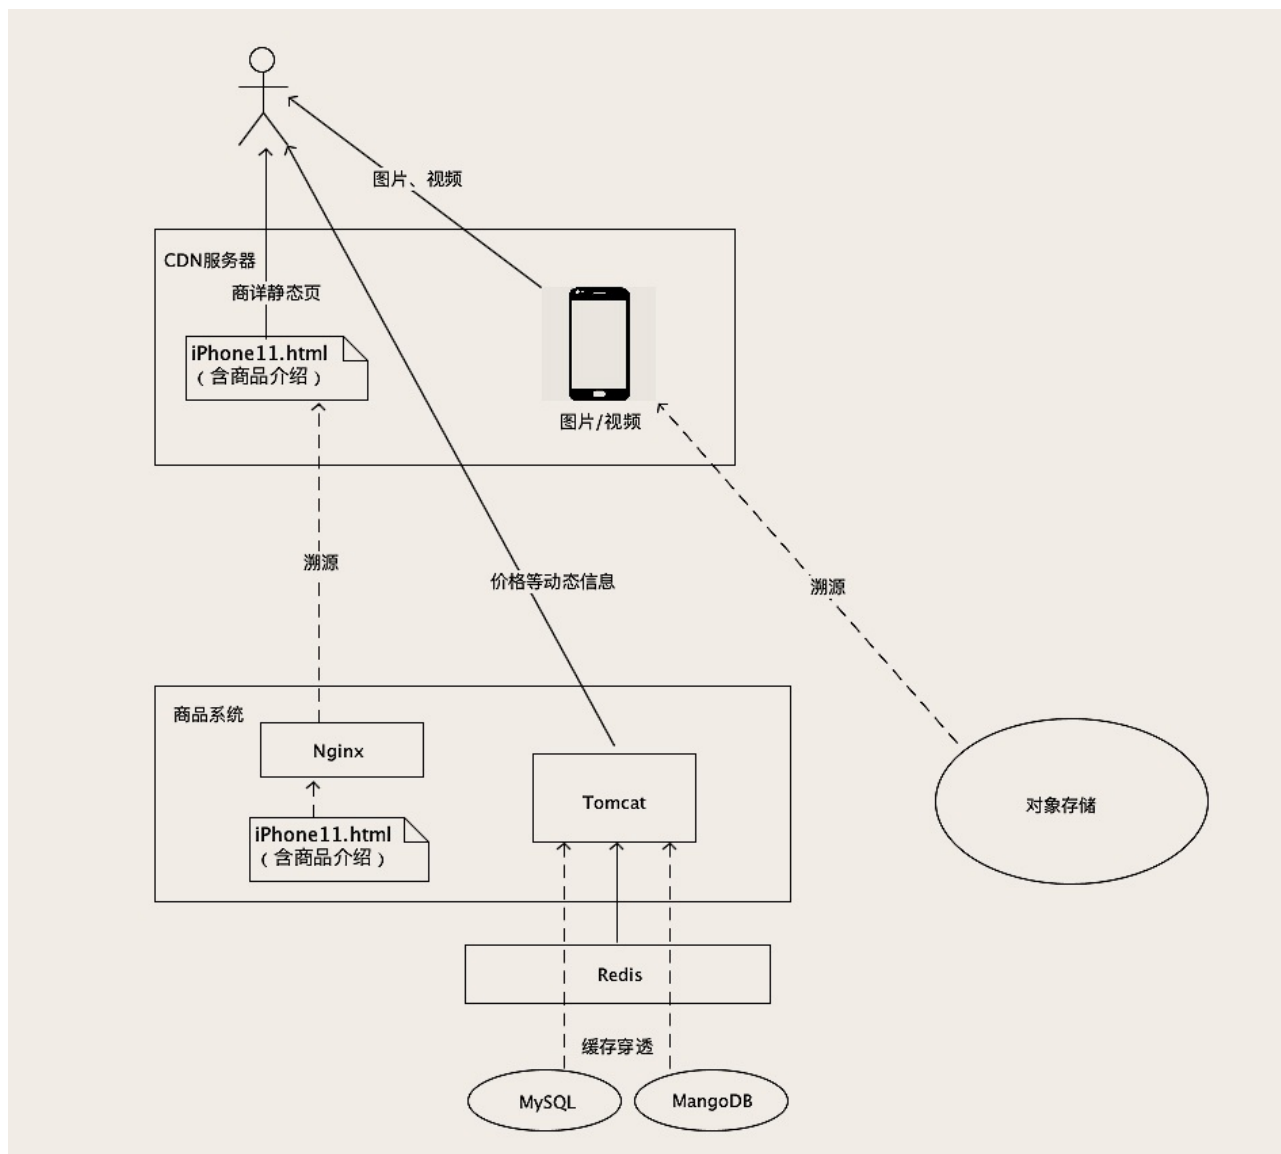 图片、视频
CDN服务器
商详静态页
iPhone11.html
（含商品介绍）
图片/视频
溯源
价格等动态信息
溯源
商品系统
Nginx
iPhone11.html
（含商品介绍）
Tomcat
对象存储
Redis
缓存穿透
MySQL
MangoDB